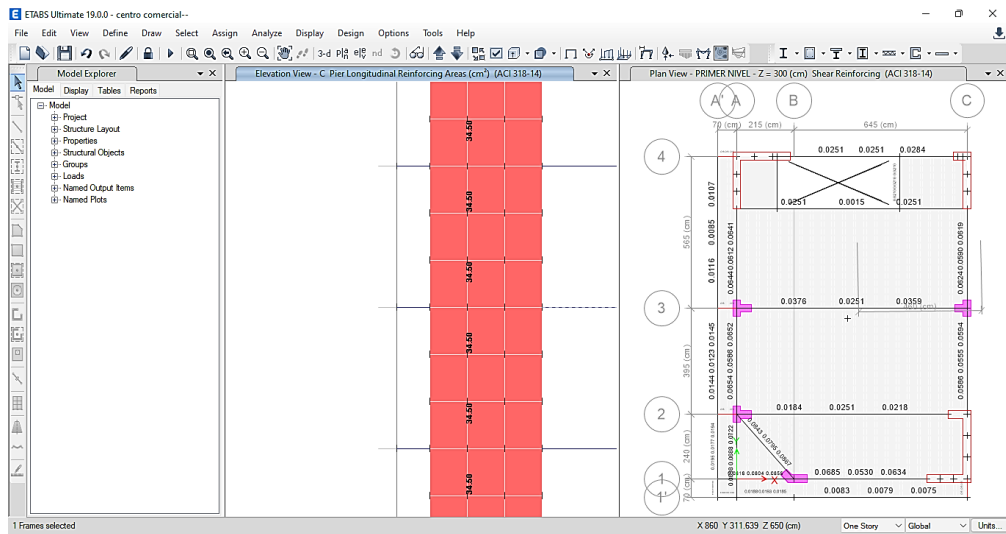 ETABS Ultimate 19.0.0 - centro comercial--
File Edit View Define Draw Select Assign Analyze Display Design Options Tools Help
3-d nd
Model Explorer
Model Display Tables Reports
Model
Project
Structure Layout
Properties
Structural Objects
Groups
Loads
Named Output Items
Named Plots
Elevation View - C Pier Longitudinal Reinforcing Areas (cm²) (ACI 318-14)
34.50
34.50
34.50
34.50
34.50
34.50
Plan View - PRIMER NIVEL - Z = 300 (cm) Shear Reinforcing (ACI 318-14)
A' A B C
70 (cm) 215 (cm) 645 (cm)
4
0.0251 0.0251 0.0284
0.0251 0.0015 0.0251
565 (cm)
0.0116 0.0085 0.0107
0.0644 0.0612 0.0641
0.0624 0.0590 0.0619
3
0.0376 0.0251 0.0359
395 (cm)
0.0144 0.0123 0.0145
0.0654 0.0586 0.0652
0.0586 0.0555 0.0594
2
0.0184 0.0251 0.0218
240 (cm)
0.0843 0.0795 0.0867
1
0.0685 0.0530 0.0634
1'
70 (cm)
0.0083 0.0079 0.0075
X
1 Frames selected
X 860 Y 311.639 Z 650 (cm)
One Story
Global
Units...